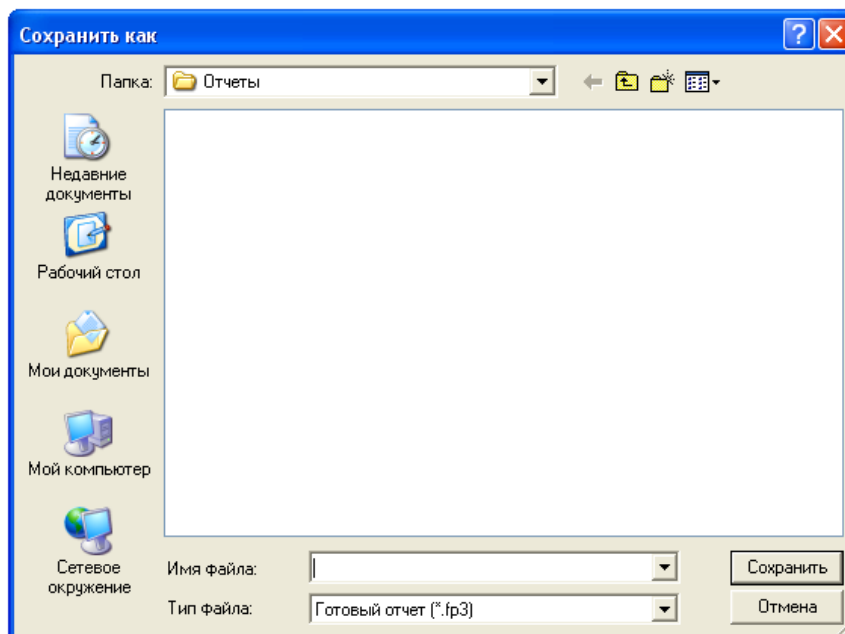 Сохранить как
Папка:
Отчеты
Недавние
документы
Рабочий стол
Мои документы
Мой компьютер
Сетевое
окружение
Имя файла:
Сохранить
Тип файла:
Готовый отчет (*.fp3)
Отмена